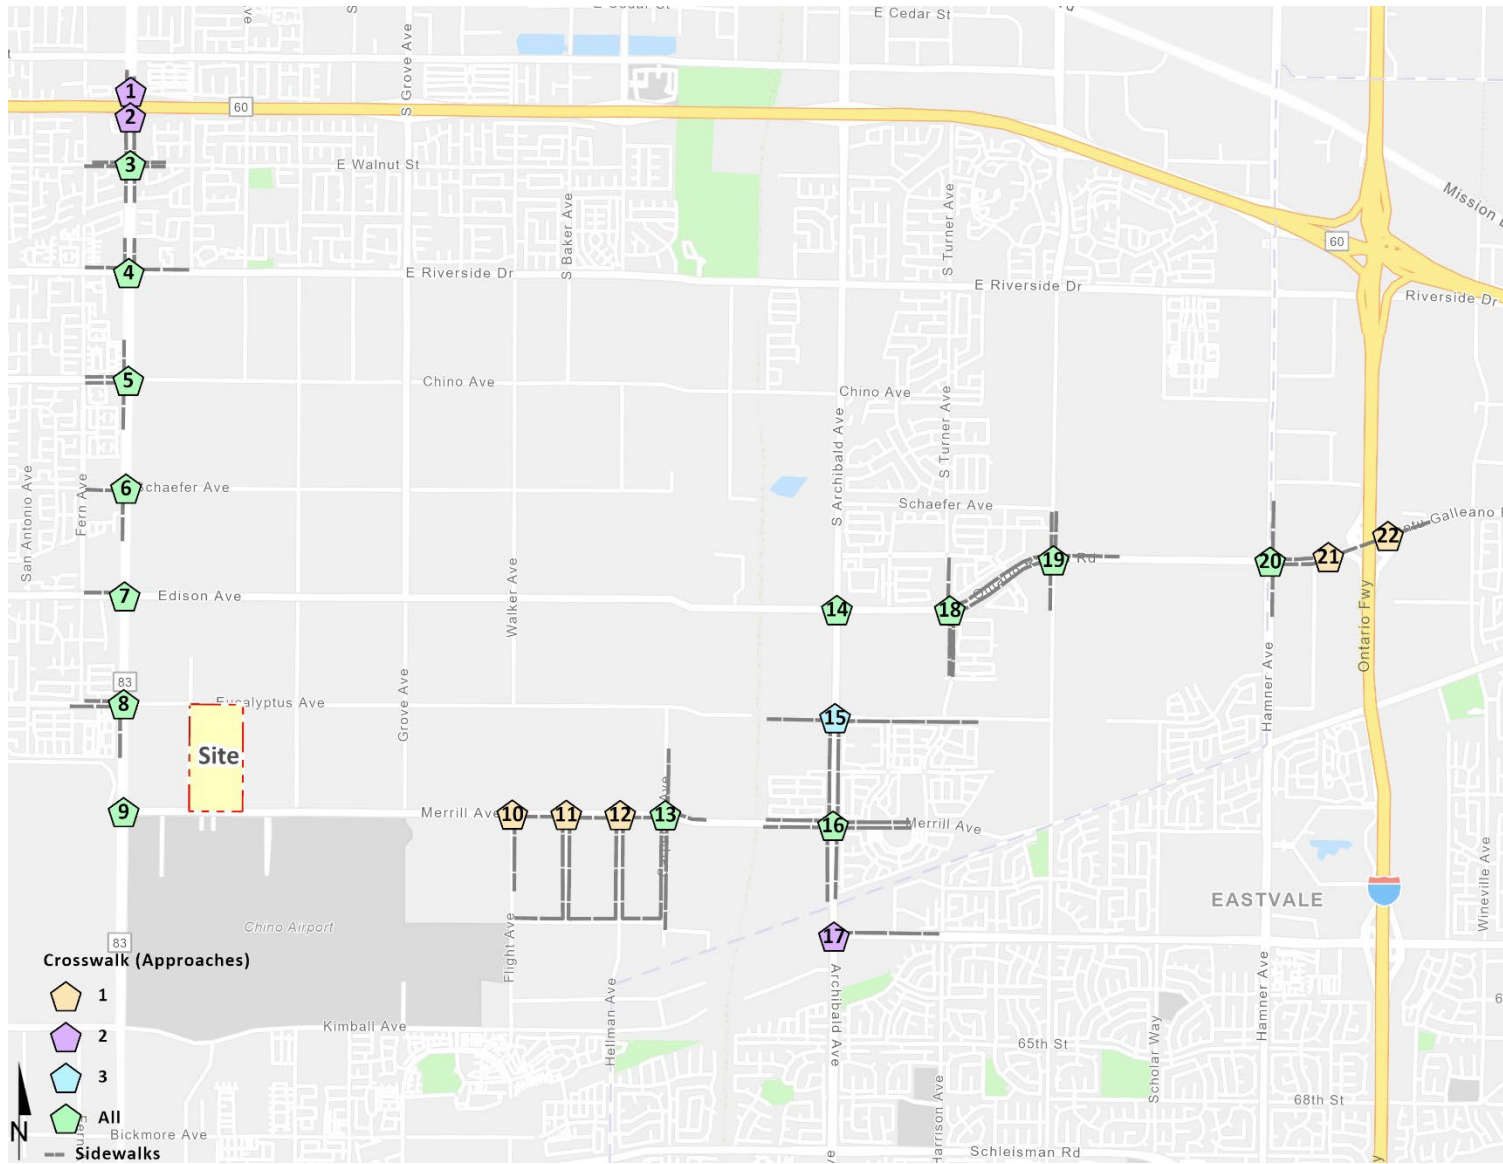 E Cedar St
E Cedar St
S Grove Ave
1
60
2
E Walnut St
3
S Baker Ave
S Turner Ave
Mission
60
4
E Riverside Dr
E Riverside Dr
Riverside Dr
5
Chino Ave
Chino Ave
S Archibald Ave
S Turner Ave
San Antonio Ave
Fern Ave
6
Schaefer Ave
Schaefer Ave
22
Galleano
19
Rd
20
21
Ontario
Ontario Fwy
7
Edison Ave
Walker Ave
14
18
83
8
Eucalyptus Ave
Grove Ave
15
Hamner Ave
Site
9
Merrill Ave
10
11
12
13
Ave
16
Merrill Ave
EASTVALE
Wineville Ave
Chino Airport
Flight Ave
17
83
Crosswalk (Approaches)
1
2
3
All
Sidewalks
N
Kimball Ave
Hellman Ave
Archibald Ave
Hamner Ave
65th St
Scholar Way
68th St
Harrison Ave
Bickmore Ave
Schleisman Rd